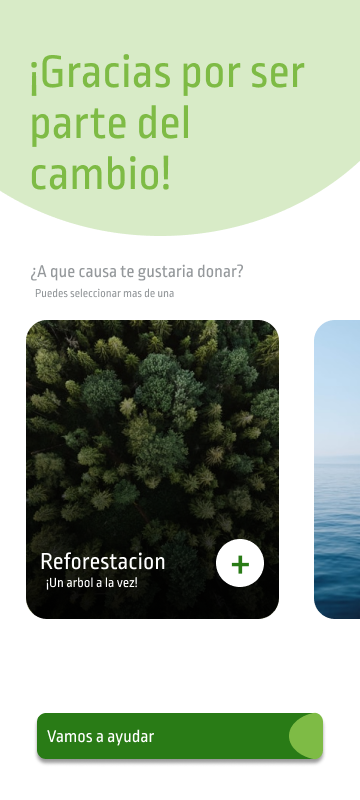 ¡Gracias por ser
parte del
cambio!
¿A que causa te gustaria donar?
Puedes seleccionar mas de una
Reforestacion
¡Un arbol a la vez!
+
Vamos a ayudar